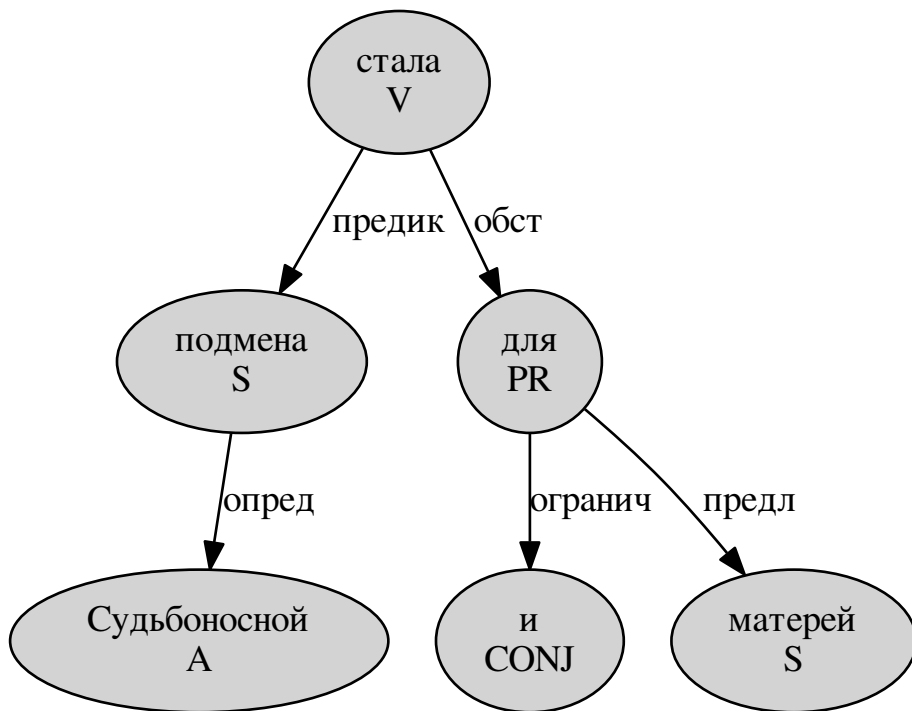 стала
V
предик
обст
подмена
S
для
PR
опред
огранич
предл
Судьбоносной
A
и
CONJ
матерей
S